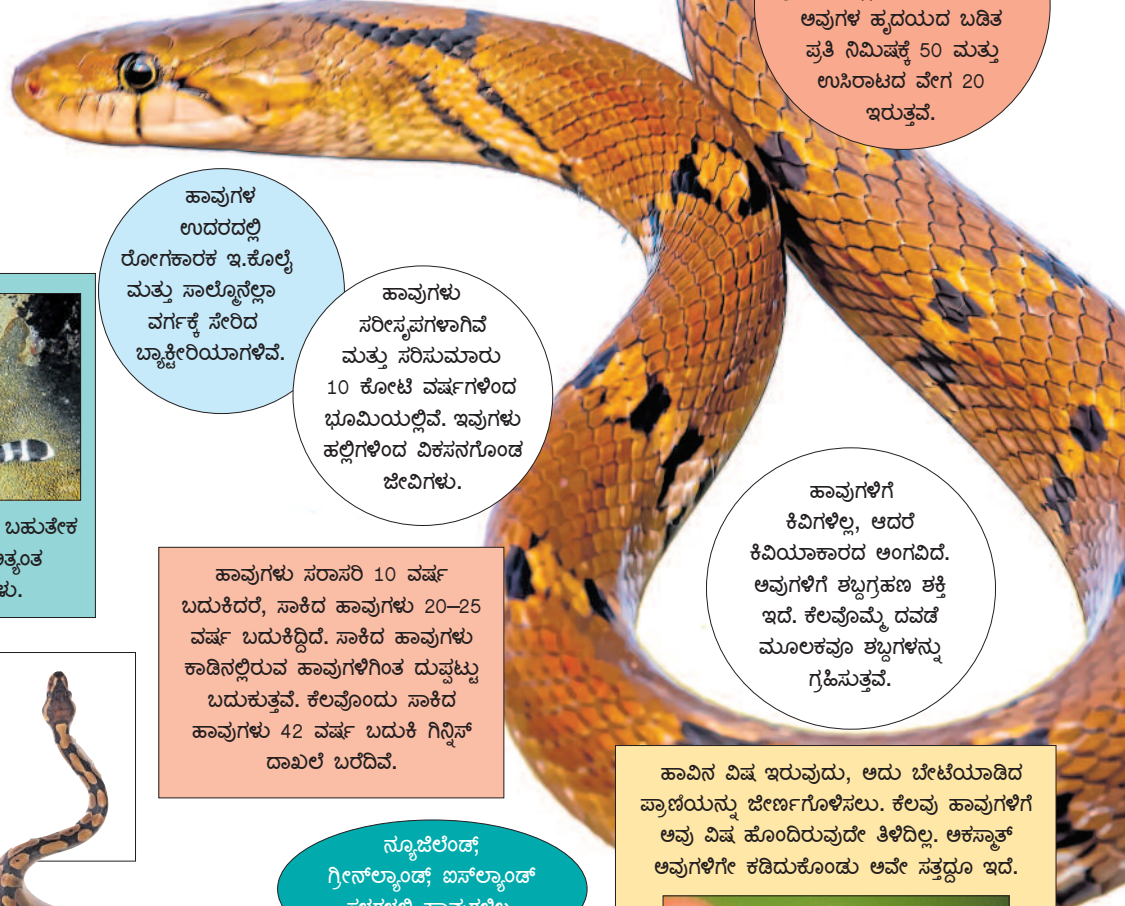 ಅವುಗಳ ಹೃದಯದ ಬಡಿತ
ಪ್ರತಿ ನಿಮಿಷಕ್ಕೆ 50 ಮತ್ತು
ಉಸಿರಾಟದ ವೇಗ 20
ಇರುತ್ತವೆ.
ಹಾವುಗಳ
ಉದರದಲ್ಲಿ
ರೋಗಕಾರಕ ಇ.ಕೊಲೈ
ಮತ್ತು ಸಾಲ್ಮೊನೆಲ್ಲಾ
ವರ್ಗಕ್ಕೆ ಸೇರಿದ
ಬ್ಯಾಕ್ಟೀರಿಯಾಗಳಿವೆ.
ಹಾವುಗಳು
ಸರೀಸೃಪಗಳಾಗಿವೆ
ಮತ್ತು ಸರಿಸುಮಾರು
10 ಕೋಟಿ ವರ್ಷಗಳಿಂದ
ಭೂಮಿಯಲ್ಲಿವೆ. ಇವುಗಳು
ಹಲ್ಲಿಗಳಿಂದ ವಿಕಸನಗೊಂಡ
ಜೀವಿಗಳು.
ಬಹುತೇಕ
ಹಾವುಗಳಿಗೆ
ಕಿವಿಗಳಿಲ್ಲ, ಆದರೆ
ಕಿವಿಯಾಕಾರದ ಅಂಗವಿದೆ.
ಅವುಗಳಿಗೆ ಶಬ್ದಗ್ರಹಣ ಶಕ್ತಿ
ಇದೆ. ಕೆಲವೊಮ್ಮೆ ದವಡೆ
ಮೂಲಕವೂ ಶಬ್ದಗಳನ್ನು
ಗ್ರಹಿಸುತ್ತವೆ.
ಹಾವುಗಳು ಸರಾಸರಿ 10 ವರ್ಷ
ಬದುಕಿದರೆ, ಸಾಕಿದ ಹಾವುಗಳು 20–25
ವರ್ಷ ಬದುಕಿದ್ದಿದೆ. ಸಾಕಿದ ಹಾವುಗಳು
ಕಾಡಿನಲ್ಲಿರುವ ಹಾವುಗಳಿಗಿಂತ ದುಪ್ಪಟ್ಟು
ಬದುಕುತ್ತವೆ. ಕೆಲವೊಂದು ಸಾಕಿದ
ಹಾವುಗಳು 42 ವರ್ಷ ಬದುಕಿ ಗಿನ್ನಿಸ್
ದಾಖಲೆ ಬರೆದಿವೆ.
ಹಾವಿನ ವಿಷ ಇರುವುದು, ಅದು ಬೇಟೆಯಾಡಿದ
ಪ್ರಾಣಿಯನ್ನು ಜೀರ್ಣಗೊಳಿಸಲು. ಕೆಲವು ಹಾವುಗಳಿಗೆ
ಅವು ವಿಷ ಹೊಂದಿರುವುದೇ ತಿಳಿದಿಲ್ಲ. ಅಕಸ್ಮಾತ್
ಅವುಗಳಿಗೇ ಕಡಿದುಕೊಂಡು ಅವೇ ಸತ್ತದ್ದೂ ಇದೆ.
ನ್ಯೂಜಿಲೆಂಡ್,
ಗ್ರೀನ್‌ಲ್ಯಾಂಡ್, ಐಸ್‌ಲ್ಯಾಂಡ್